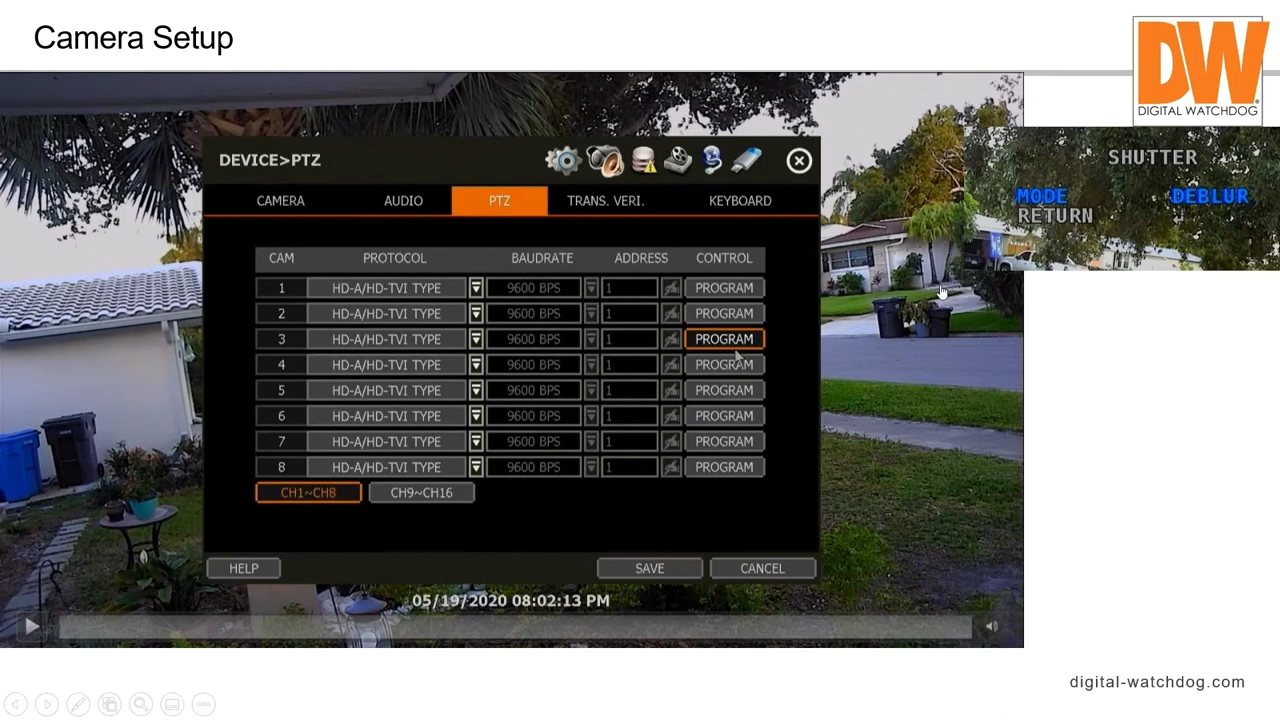 Camera Setup
DW
DIGITAL WATCHDOG
DEVICE>PTZ
CAMERA AUDIO PTZ TRANS. VERI. KEYBOARD
CAM PROTOCOL BAUDRATE ADDRESS CONTROL
1 HD-A/HD-TVI TYPE 9600 BPS 1 PROGRAM
2 HD-A/HD-TVI TYPE 9600 BPS 1 PROGRAM
3 HD-A/HD-TVI TYPE 9600 BPS 1 PROGRAM
4 HD-A/HD-TVI TYPE 9600 BPS 1 PROGRAM
5 HD-A/HD-TVI TYPE 9600 BPS 1 PROGRAM
6 HD-A/HD-TVI TYPE 9600 BPS 1 PROGRAM
7 HD-A/HD-TVI TYPE 9600 BPS 1 PROGRAM
8 HD-A/HD-TVI TYPE 9600 BPS 1 PROGRAM
CH1~CH8 CH9~CH16
HELP SAVE CANCEL
05/19/2020 08:02:13 PM
SHUTTER
MODE DEBLUR
RETURN
digital-watchdog.com